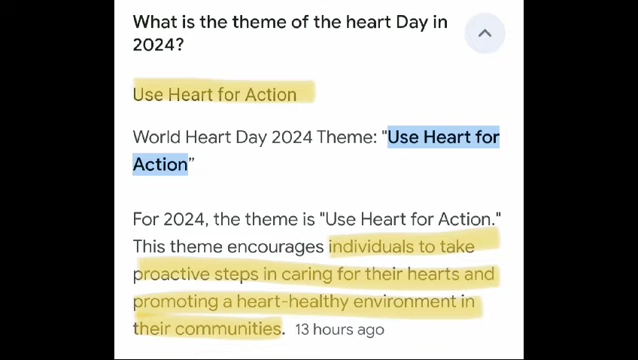 What is the theme of the heart Day in
2024?
Use Heart for Action
World Heart Day 2024 Theme: "Use Heart for
Action”
For 2024, the theme is "Use Heart for Action."
This theme encourages individuals to take
proactive steps in caring for their hearts and
promoting a heart-healthy environment in
their communities. 13 hours ago